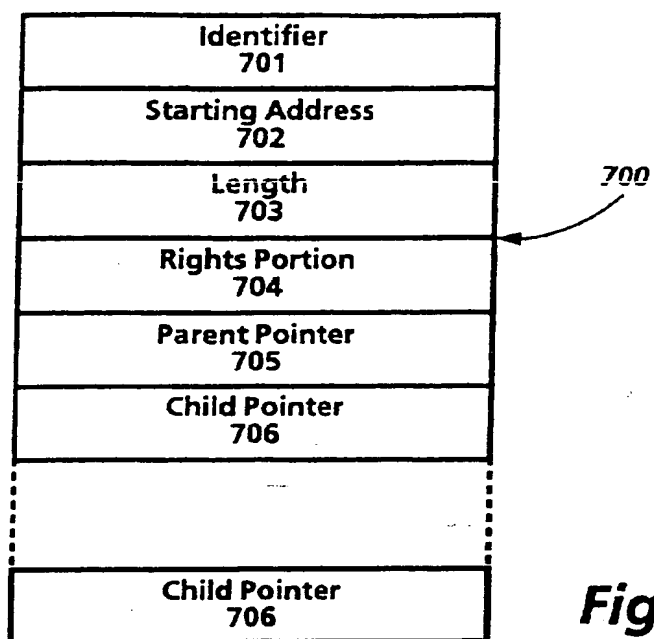 Identifier
701
Starting Address
702
Length
703
700
Rights Portion
704
Parent Pointer
705
Child Pointer
706
Child Pointer
706
Fig